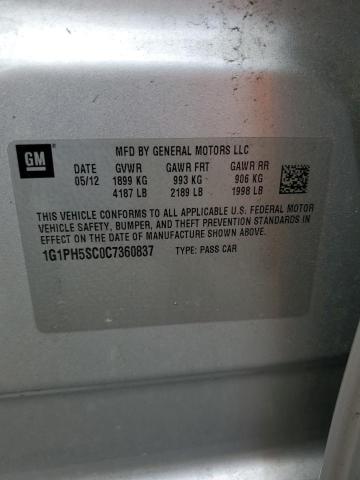 GM
MFD BY GENERAL MOTORS LLC
DATE GVWR GAWR FRT GAWR RR
05/12 1899 KG 993 KG 906 KG
4187 LB 2189 LB 1998 LB
THIS VEHICLE CONFORMS TO ALL APPLICABLE U.S. FEDERAL MOTOR
VEHICLE SAFETY, BUMPER, AND THEFT PREVENTION STANDARDS IN
EFFECT ON THE DATE OF MANUFACTURE SHOWN ABOVE.
1G1PH5SC0C7360837 TYPE: PASS CAR